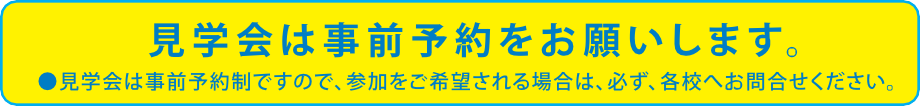 見学会は事前予約をお願いします。
●見学会は事前予約制ですので、参加をご希望される場合は、必ず、各校へお問合せください。